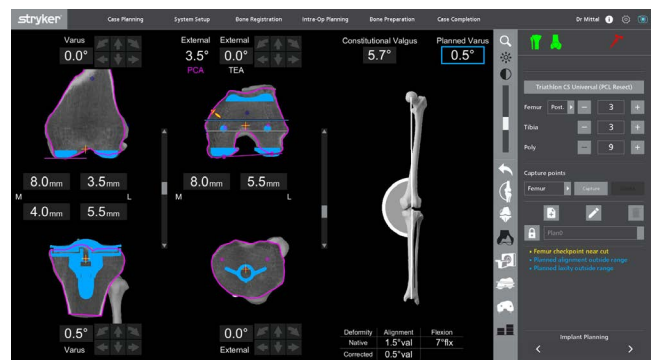 stryker
Case Planning
System Setup
Bone Registration
Intra-Op Planning
Bone Preparation
Case Completion
Dr Mittal
Varus
0.0°
External External
3.5° 0.0°
PCA TEA
Constitutional Valgus
5.7°
Planned Varus
0.5°
8.0mm 3.5mm
M L
4.0mm 5.5mm
8.0mm 5.5mm
M L
0.5°
Varus
0.0°
External
Deformity Alignment Flexion
Native 1.5°val 7°flx
Corrected 0.5°val
Triathlon CS Universal (PCL Resect)
Femur Post. − 3 +
Tibia − 3 +
Poly − 9 +
Capture points
Femur Capture
Plan0
• Femur checkpoint near cut
• Planned alignment outside range
• Planned laxity outside range
Implant Planning